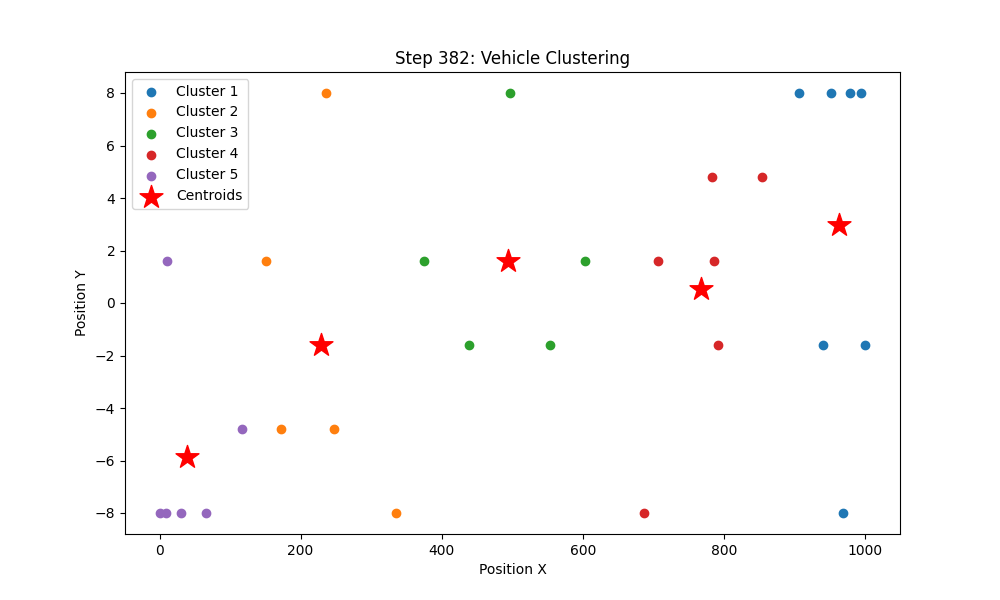 Step 382: Vehicle Clustering
Cluster 1
Cluster 2
Cluster 3
Cluster 4
Cluster 5
Centroids
8
6
4
2
0
−2
−4
−6
−8
Position Y
0
200
400
600
800
1000
Position X